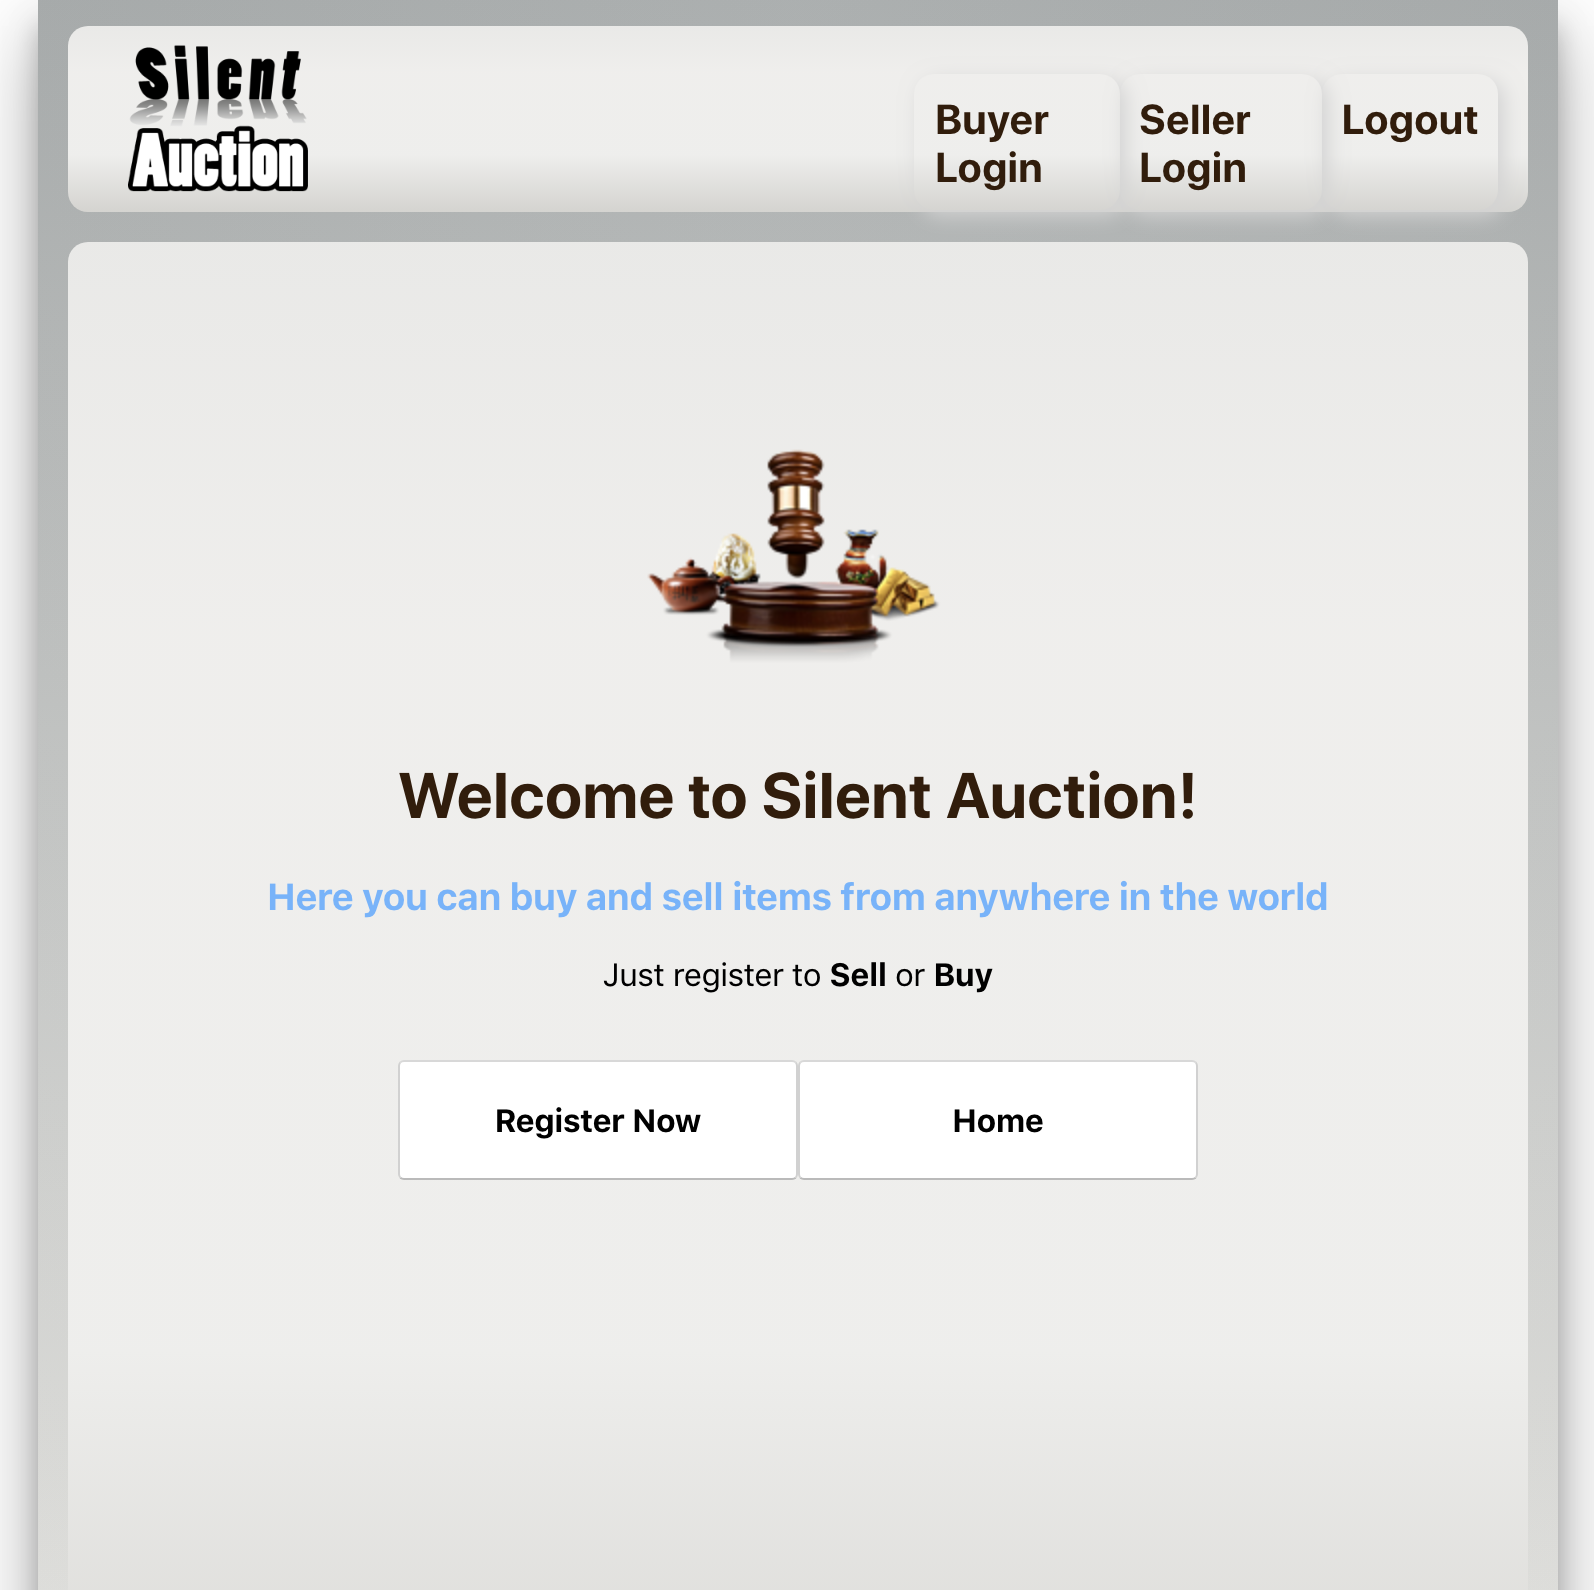 Silent
Auction
Buyer
Login
Seller
Login
Logout
Welcome to Silent Auction!
Here you can buy and sell items from anywhere in the world
Just register to Sell or Buy
Register Now
Home